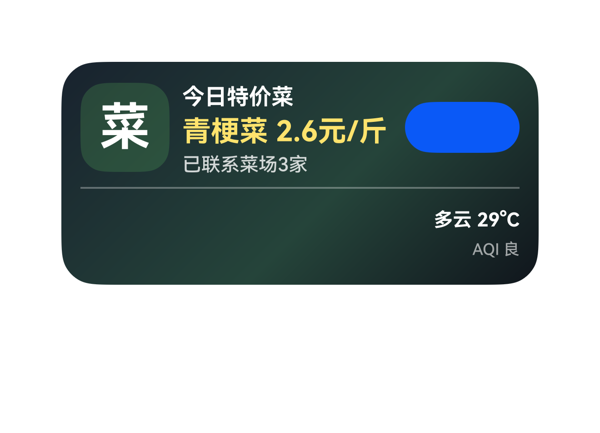 菜
今日特价菜
青梗菜 2.6元/斤
已联系菜场3家
多云 29°C
AQI 良